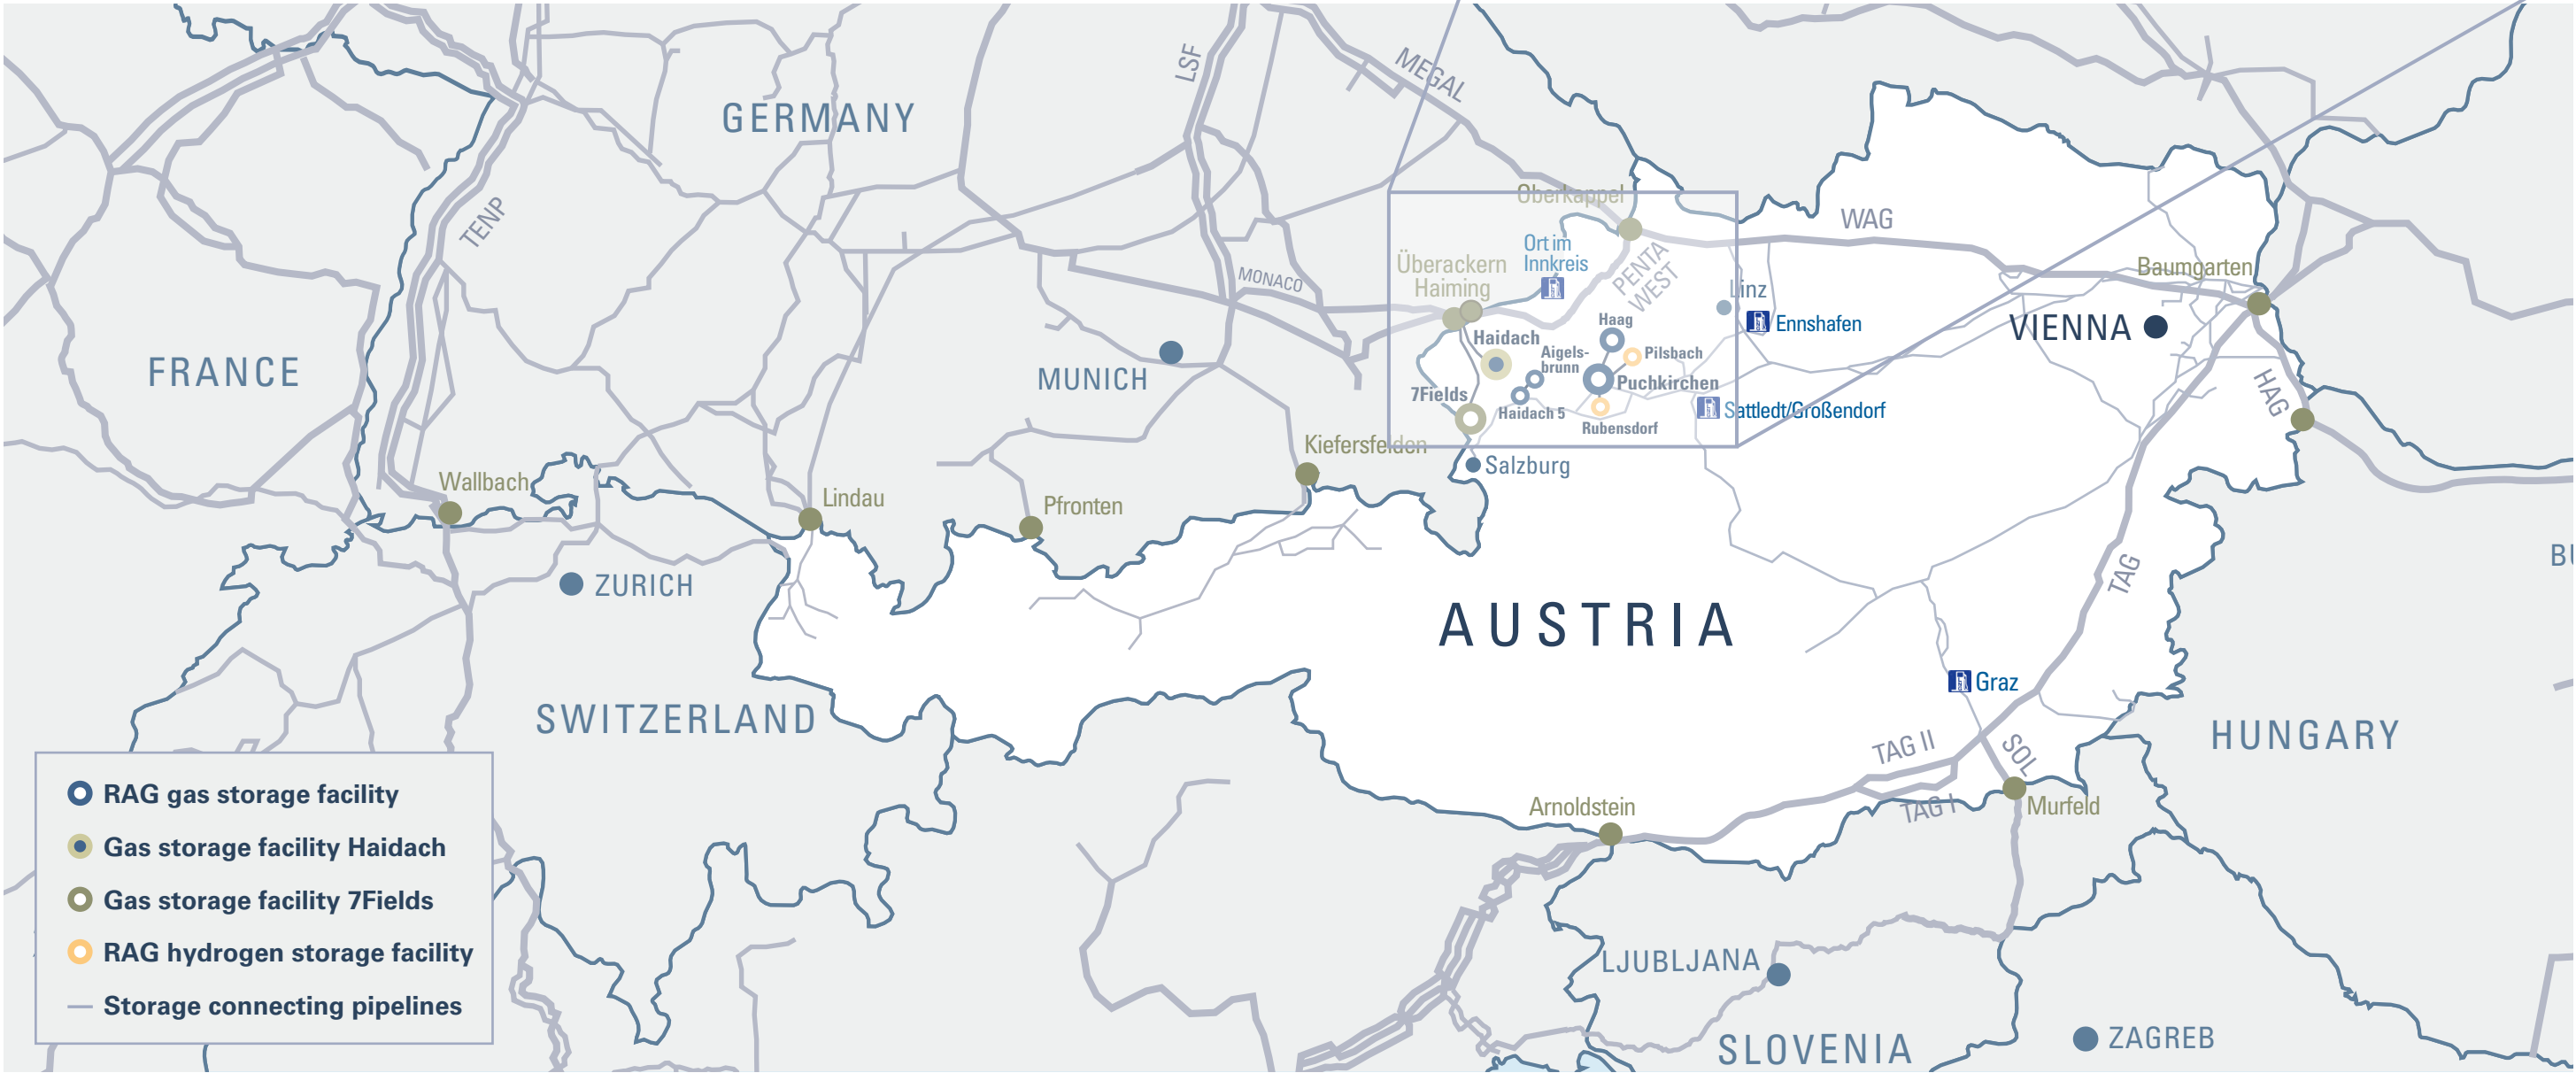 LSF
MEGAL
GERMANY
TENP
Oberkappel
WAG
Ort im
Innkreis
PENTA
WEST
Überackern
Haiming
MONACO
Baumgarten
Linz
Ennshafen
VIENNA
Haag
Haidach
Aigels-
brunn
Pilsbach
FRANCE
MUNICH
Puchkirchen
7Fields
HAG
Haidach 5
Sattledt/Großendorf
Rubensdorf
Kiefersfelden
Salzburg
Wallbach
Lindau
Pfronten
BU
ZURICH
TAG
AUSTRIA
Graz
SWITZERLAND
HUNGARY
TAG II
SOL
RAG gas storage facility
Arnoldstein
TAG I
Murfeld
Gas storage facility Haidach
Gas storage facility 7Fields
RAG hydrogen storage facility
LJUBLJANA
Storage connecting pipelines
SLOVENIA
ZAGREB